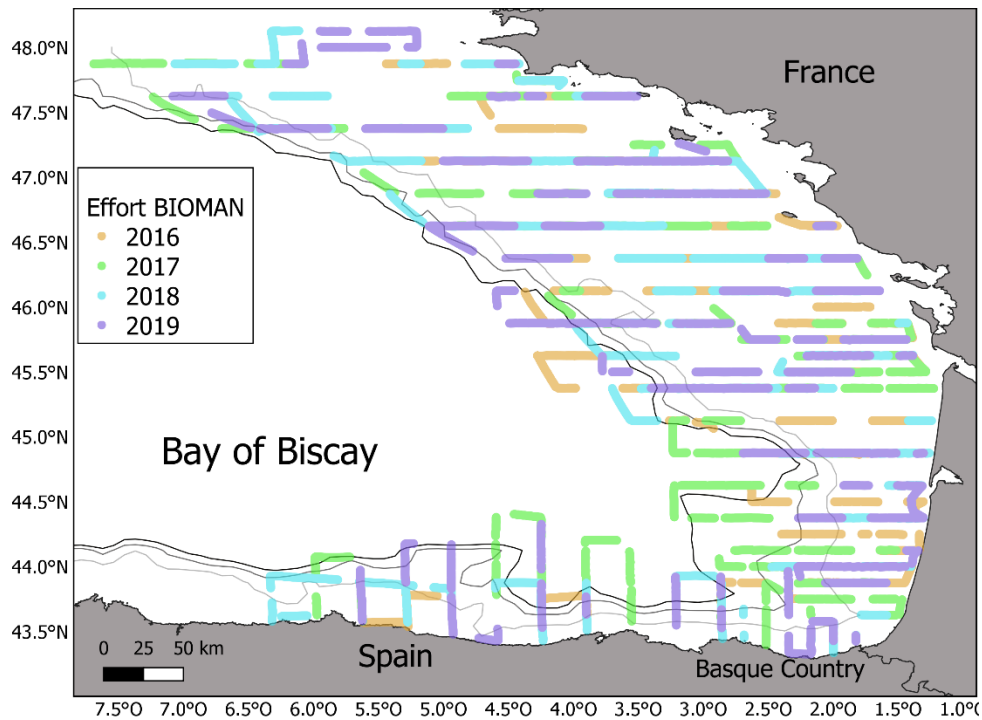 48.0°N
France
47.5°N
47.0°N
Effort BIOMAN
2016
46.5°N
2017
2018
46.0°N
2019
45.5°N
45.0°N
Bay of Biscay
44.5°N
44.0°N
43.5°N
0 25 50 km
Spain
Basque Country
7.5°O 7.0°O 6.5°O 6.0°O 5.5°O 5.0°O 4.5°O 4.0°O 3.5°O 3.0°O 2.5°O 2.0°O 1.5°O 1.0°O